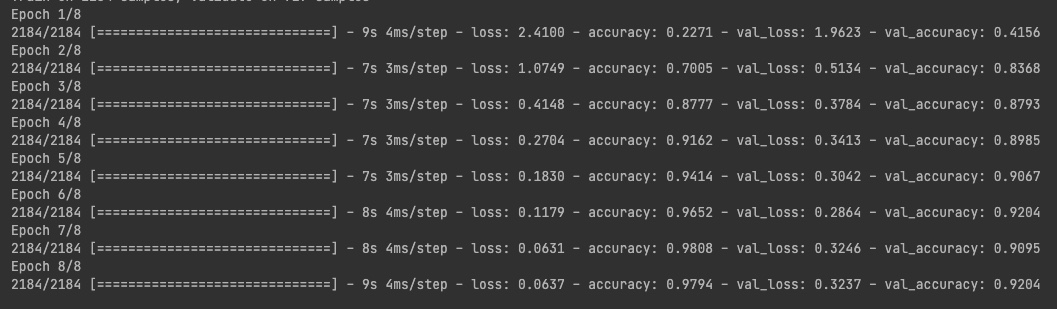 Epoch 1/8
2184/2184 [==============================] - 9s 4ms/step - loss: 2.4100 - accuracy: 0.2271 - val_loss: 1.9623 - val_accuracy: 0.4156
Epoch 2/8
2184/2184 [==============================] - 7s 3ms/step - loss: 1.0749 - accuracy: 0.7005 - val_loss: 0.5134 - val_accuracy: 0.8368
Epoch 3/8
2184/2184 [==============================] - 7s 3ms/step - loss: 0.4148 - accuracy: 0.8777 - val_loss: 0.3784 - val_accuracy: 0.8793
Epoch 4/8
2184/2184 [==============================] - 7s 3ms/step - loss: 0.2704 - accuracy: 0.9162 - val_loss: 0.3413 - val_accuracy: 0.8985
Epoch 5/8
2184/2184 [==============================] - 7s 3ms/step - loss: 0.1830 - accuracy: 0.9414 - val_loss: 0.3042 - val_accuracy: 0.9067
Epoch 6/8
2184/2184 [==============================] - 8s 4ms/step - loss: 0.1179 - accuracy: 0.9652 - val_loss: 0.2864 - val_accuracy: 0.9204
Epoch 7/8
2184/2184 [==============================] - 8s 4ms/step - loss: 0.0631 - accuracy: 0.9808 - val_loss: 0.3246 - val_accuracy: 0.9095
Epoch 8/8
2184/2184 [==============================] - 9s 4ms/step - loss: 0.0637 - accuracy: 0.9794 - val_loss: 0.3237 - val_accuracy: 0.9204